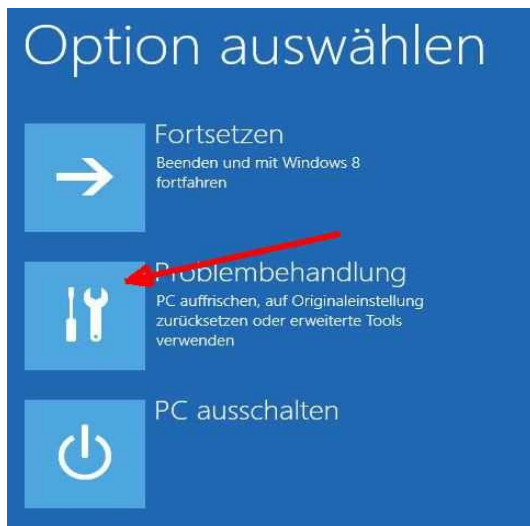 Option auswählen
Fortsetzen
Beenden und mit Windows 8
fortfahren
Problembehandlung
PC auffrischen, auf Originaleinstellung
zurücksetzen oder erweiterte Tools
verwenden
PC ausschalten